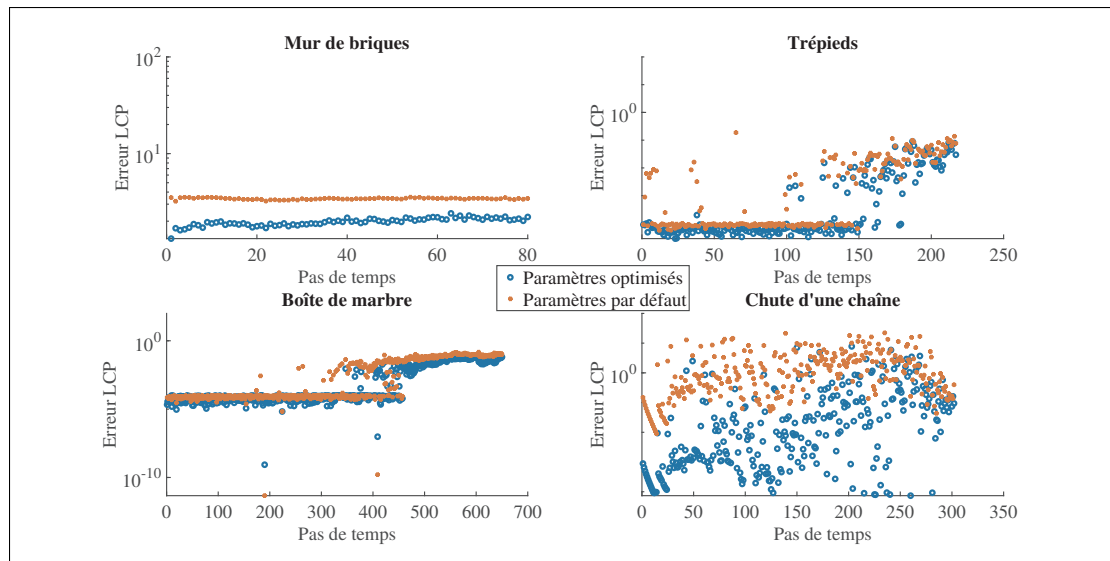 Mur de briques
10^2
10^1
Erreur LCP
0 20 40 60 80
Pas de temps
Trépieds
10^0
Erreur LCP
0 50 100 150 200 250
Pas de temps
Paramètres optimisés
Paramètres par défaut
Boîte de marbre
10^0
10^-10
Erreur LCP
0 100 200 300 400 500 600 700
Pas de temps
Chute d'une chaîne
10^0
Erreur LCP
0 50 100 150 200 250 300 350
Pas de temps